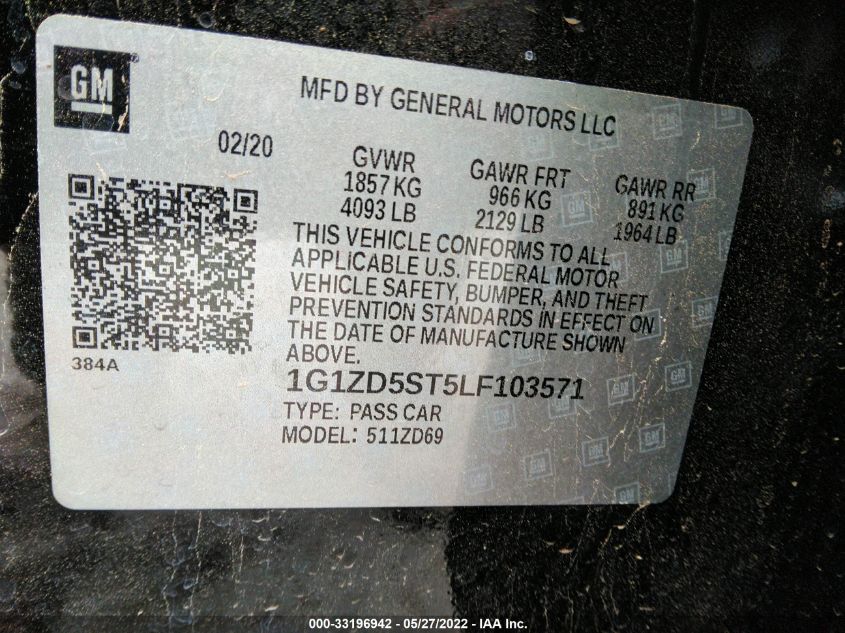 GM
MFD BY GENERAL MOTORS LLC
02/20
GVWR
1857 KG
4093 LB
GAWR FRT
966 KG
2129 LB
GAWR RR
891 KG
1964 LB
THIS VEHICLE CONFORMS TO ALL
APPLICABLE U.S. FEDERAL MOTOR
VEHICLE SAFETY, BUMPER, AND THEFT
PREVENTION STANDARDS IN EFFECT ON
THE DATE OF MANUFACTURE SHOWN
ABOVE.
384A
1G1ZD5ST5LF103571
TYPE: PASS CAR
MODEL: 511ZD69
000-33196942 - 05/27/2022 - IAA Inc.